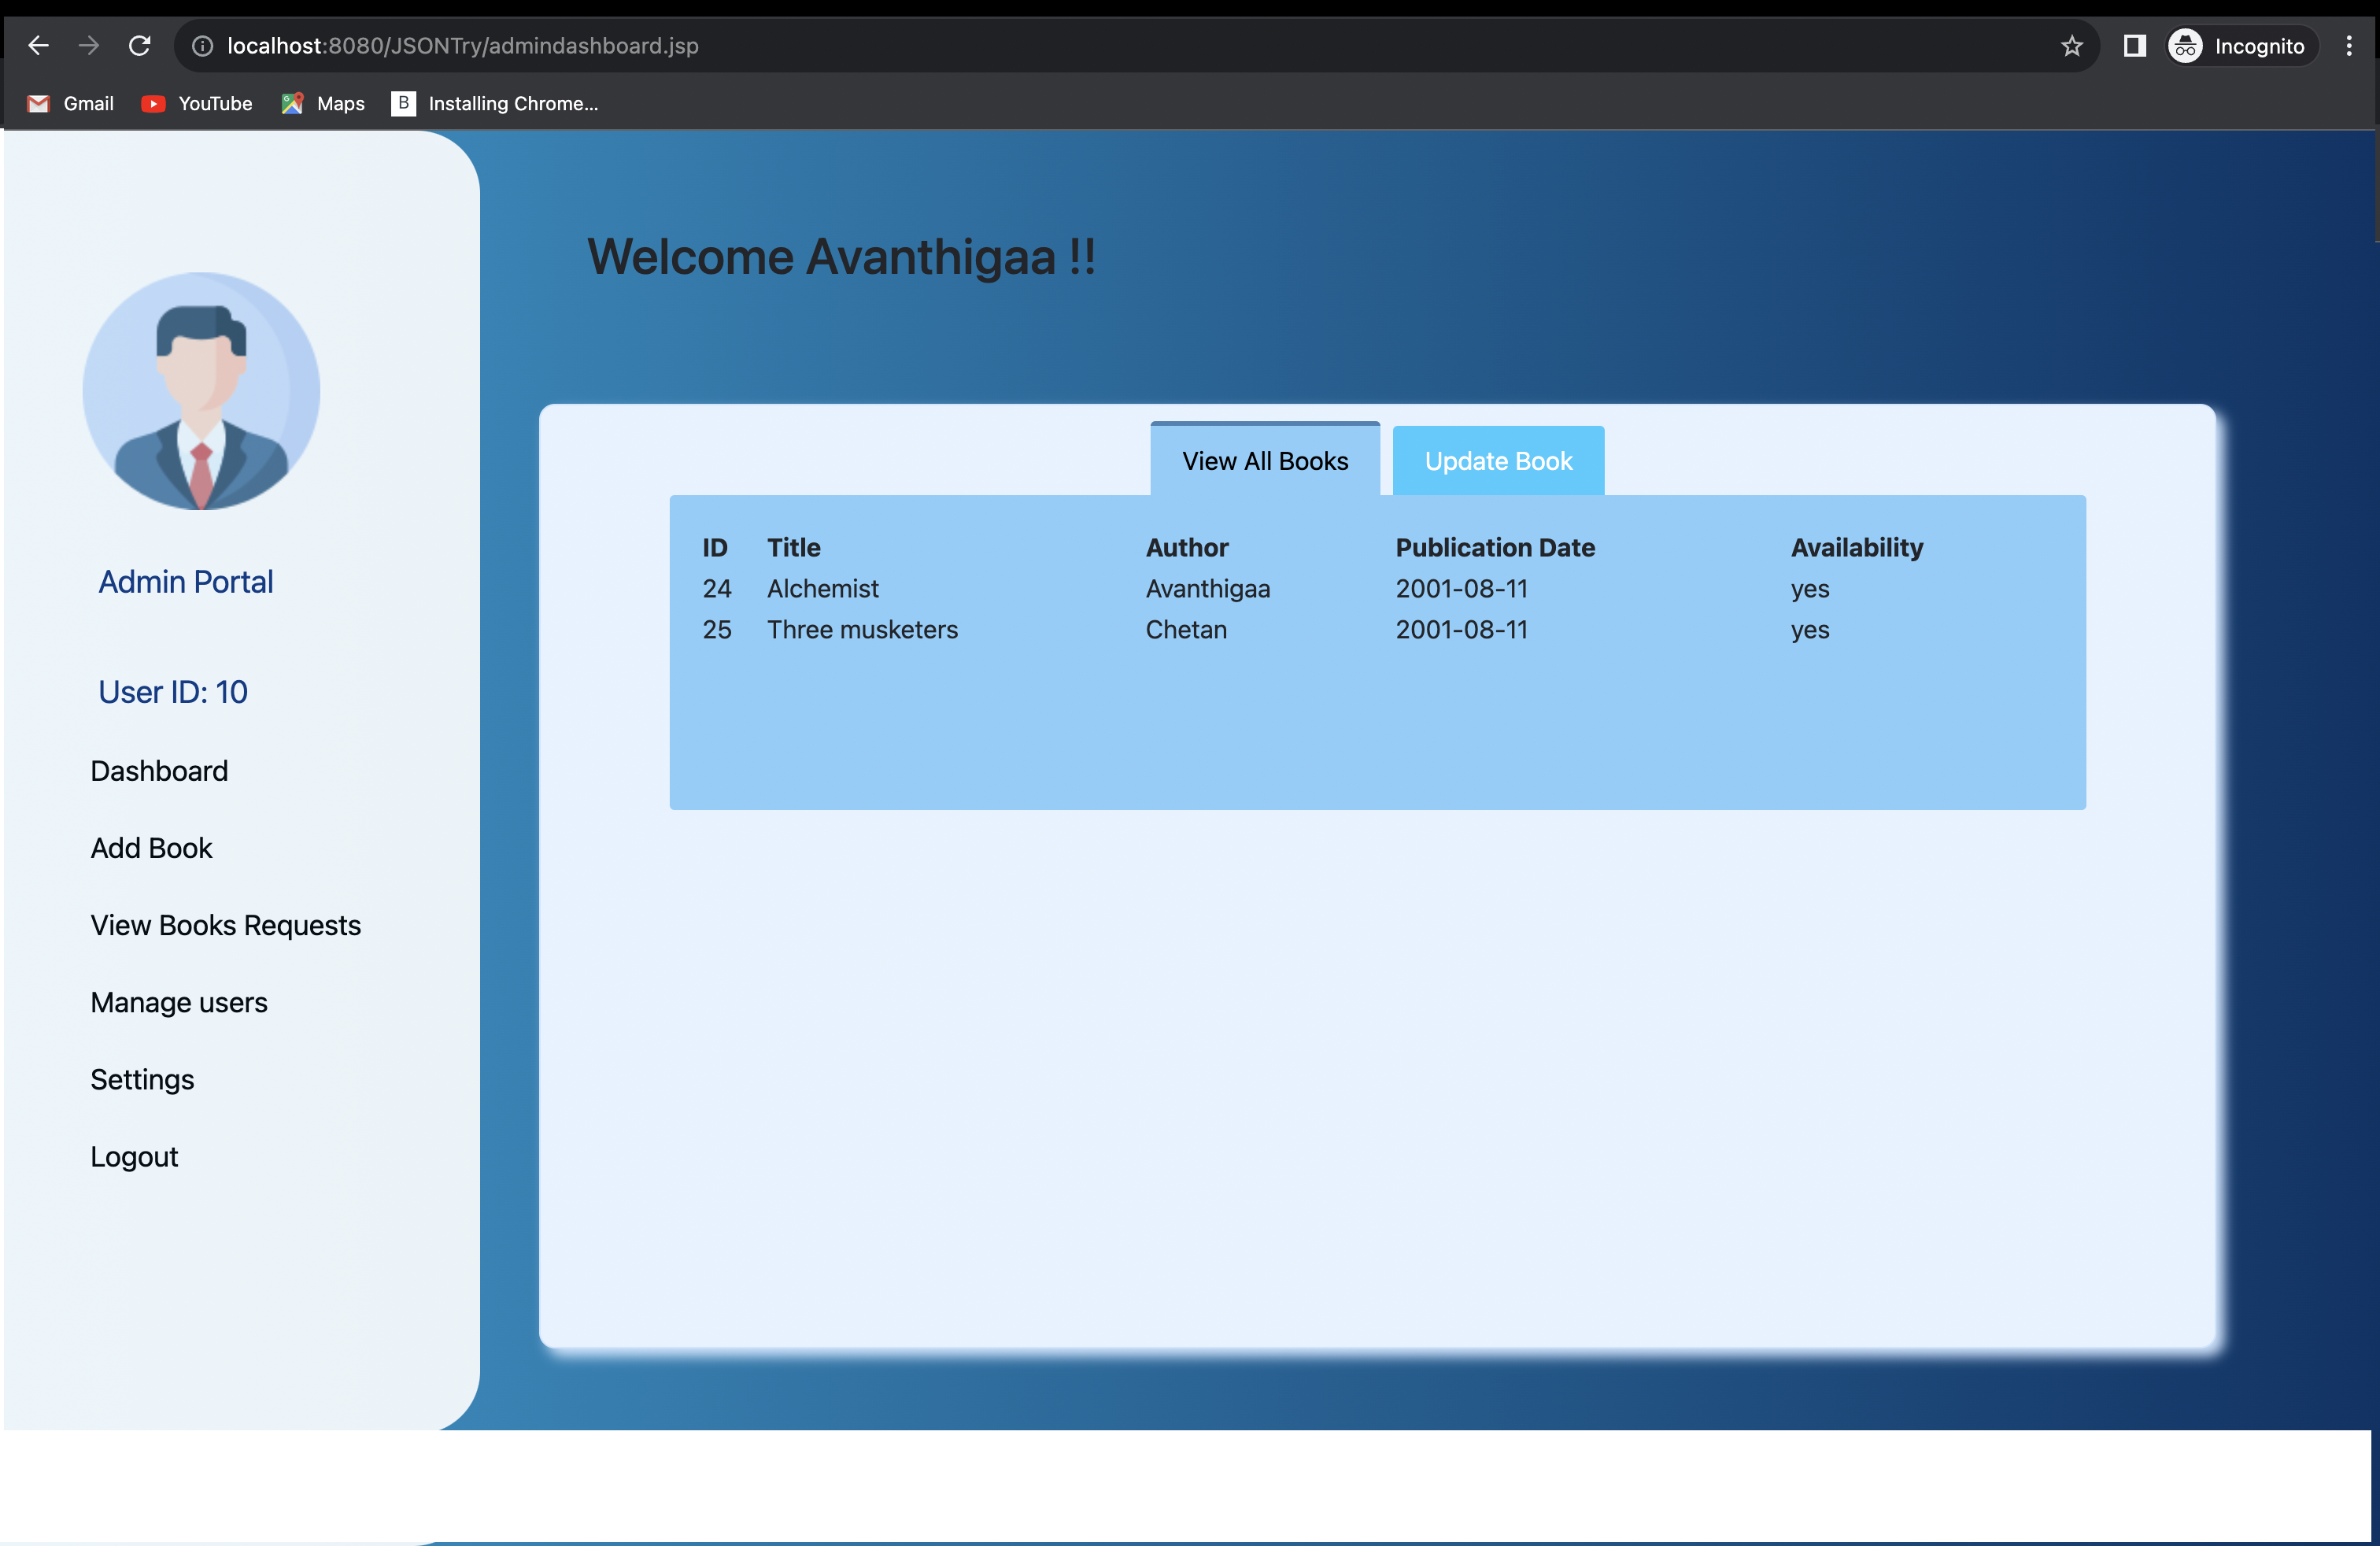 localhost:8080/JSONTry/admindashboard.jsp
Incognito
Gmail YouTube Maps B Installing Chrome...
Welcome Avanthigaa !!
Admin Portal
User ID: 10
Dashboard
Add Book
View Books Requests
Manage users
Settings
Logout
View All Books Update Book
ID Title Author Publication Date Availability
24 Alchemist Avanthigaa 2001-08-11 yes
25 Three musketers Chetan 2001-08-11 yes